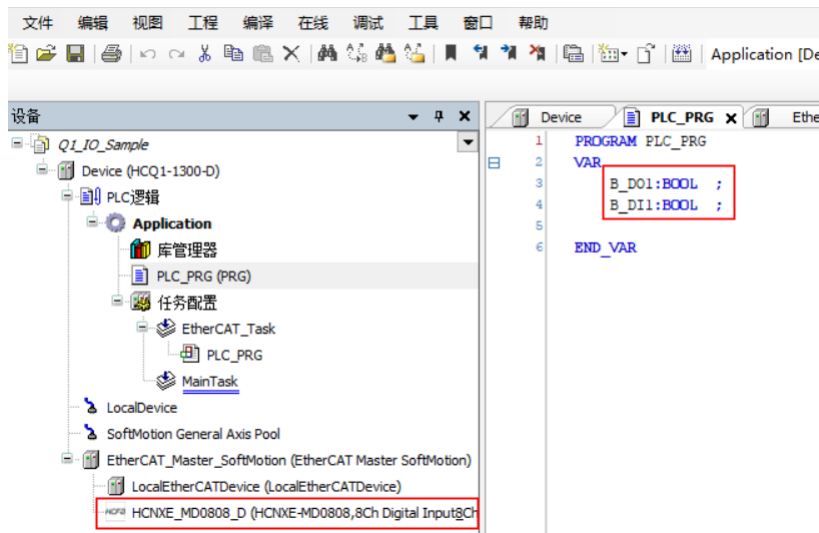 文件 编辑 视图 工程 编译 在线 调试 工具 窗口 帮助
Application [De
设备
Q1_IO_Sample
Device (HCQ1-1300-D)
PLC逻辑
Application
库管理器
PLC_PRG (PRG)
任务配置
EtherCAT_Task
PLC_PRG
MainTask
LocalDevice
SoftMotion General Axis Pool
EtherCAT_Master_SoftMotion (EtherCAT Master SoftMotion)
LocalEtherCATDevice (LocalEtherCATDevice)
HCFA HCNXE_MD0808_D (HCNXE-MD0808,8Ch Digital Input8Ch
Device PLC_PRG Ethe
1 PROGRAM PLC_PRG
2 VAR
3 B_DO1:BOOL ;
4 B_DI1:BOOL ;
5
6 END_VAR